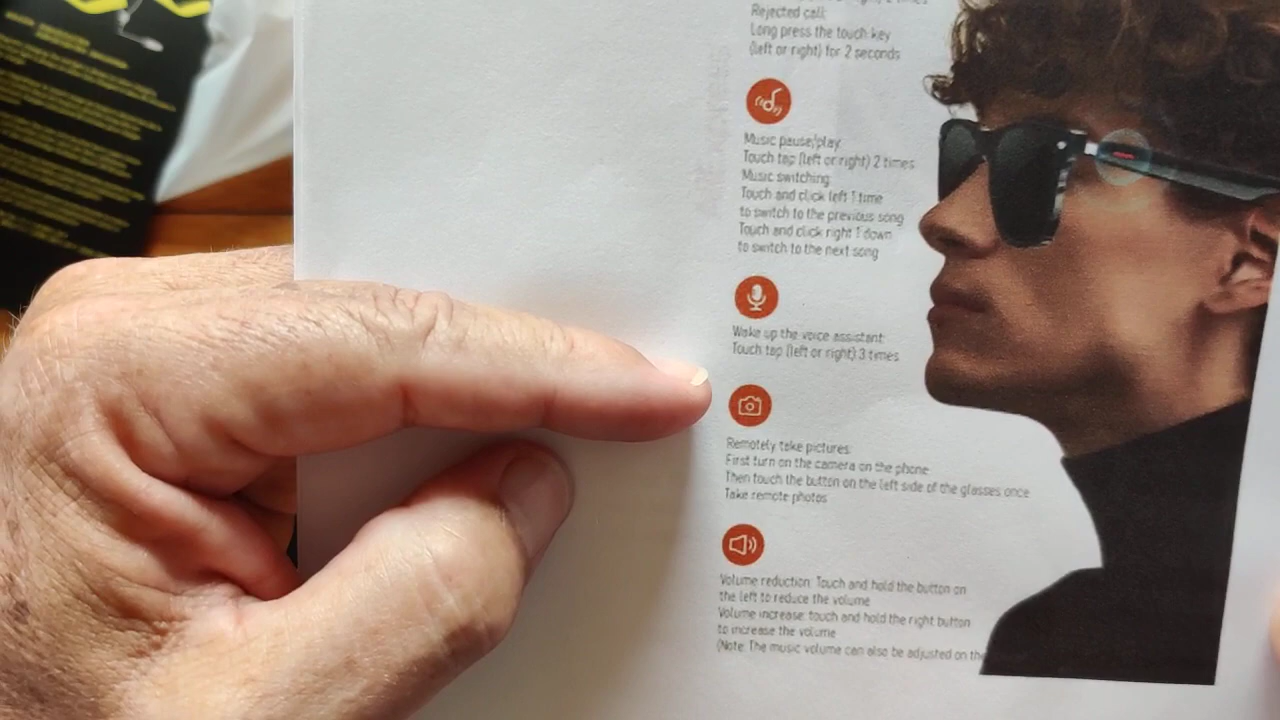 Rejected call:
Long press the touch key
(left or right) for 2 seconds
Music pause/play:
Touch tap (left or right) 2 times
Music switching:
Touch and click left 1 time
to switch to the previous song
Touch and click right 1 down
to switch to the next song
Wake up the voice assistant:
Touch tap (left or right) 3 times
Remotely take pictures:
First turn on the camera on the phone
Then touch the button on the left side of the glasses once
Take remote photos
Volume reduction: Touch and hold the button on
the left to reduce the volume
Volume increase: touch and hold the right button
to increase the volume
(Note: The music volume can also be adjusted on the